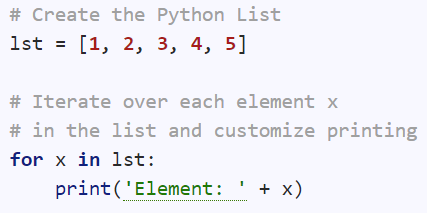 # Create the Python List
lst = [1, 2, 3, 4, 5]
# Iterate over each element x
# in the list and customize printing
for x in lst:
    print('Element: ' + x)